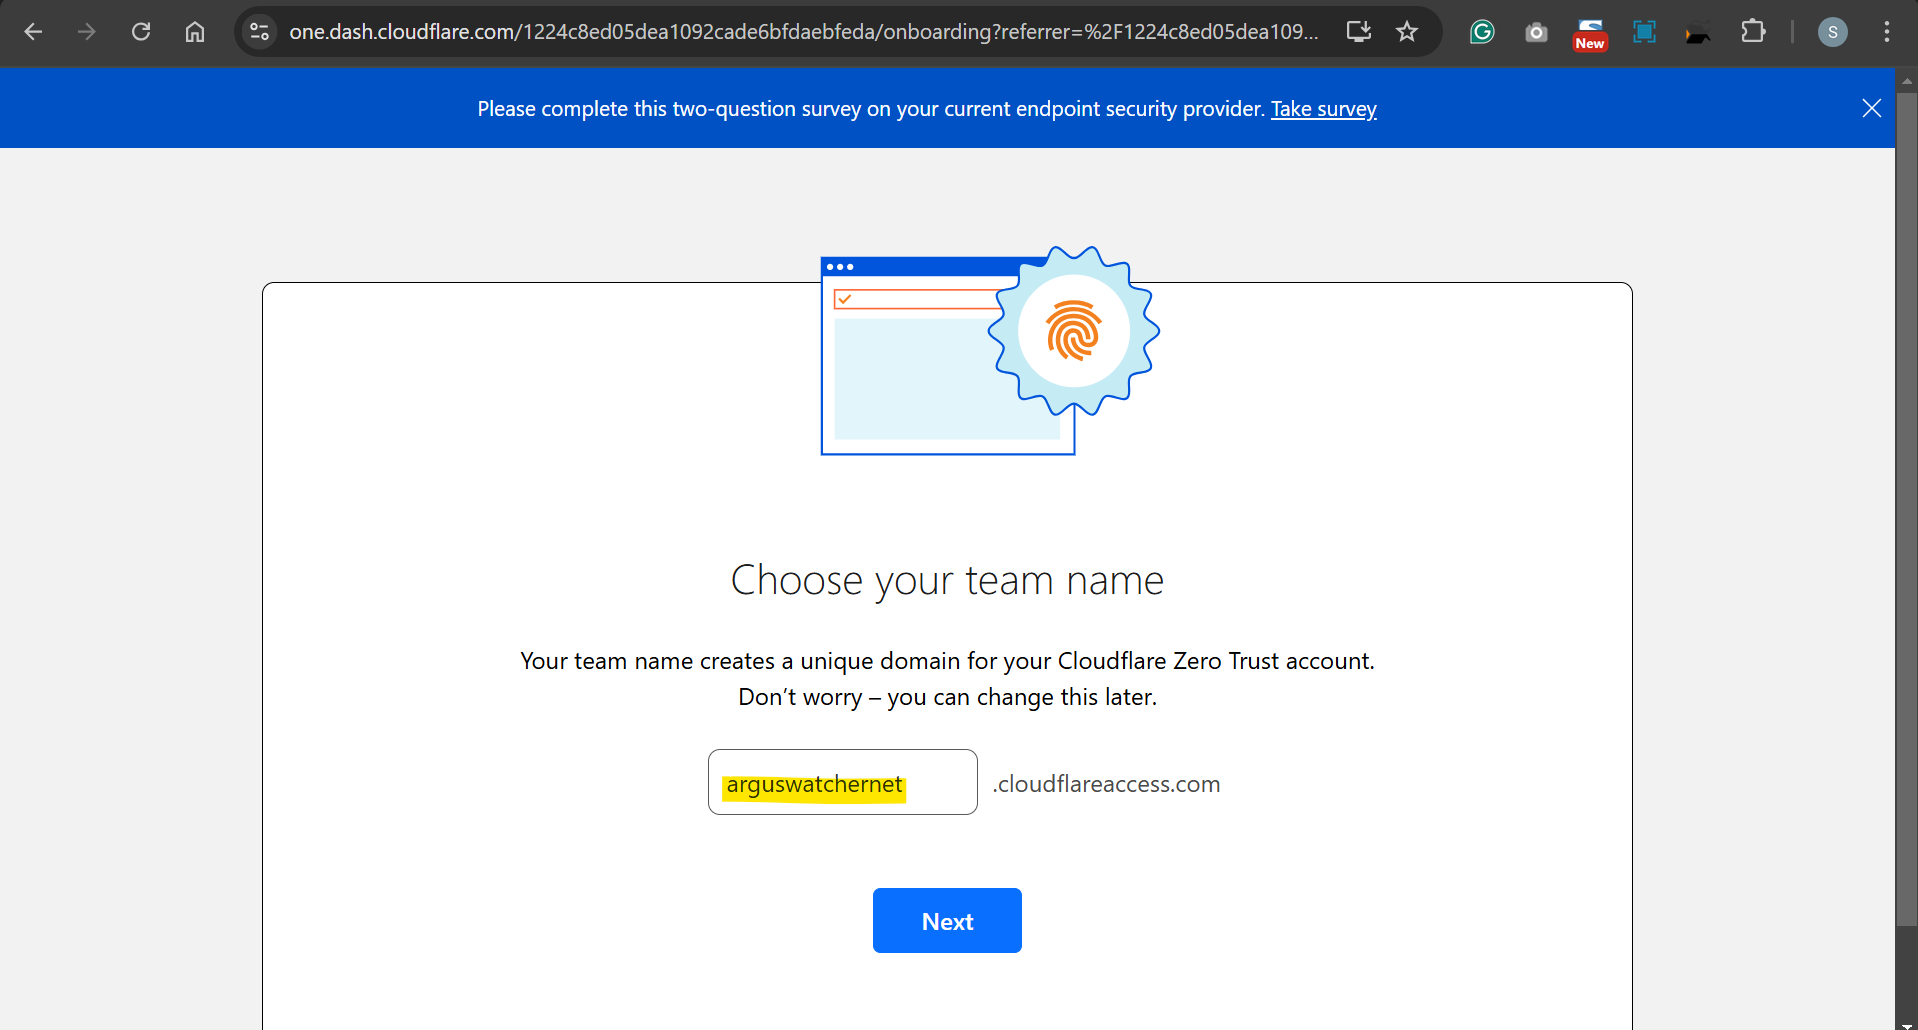 one.dash.cloudflare.com/1224c8ed05dea1092cade6bfdaebfeda/onboarding?referrer=%2F1224c8ed05dea109...
New
S
Please complete this two-question survey on your current endpoint security provider. Take survey
Choose your team name
Your team name creates a unique domain for your Cloudflare Zero Trust account.
Don’t worry – you can change this later.
arguswatchernet .cloudflareaccess.com
Next